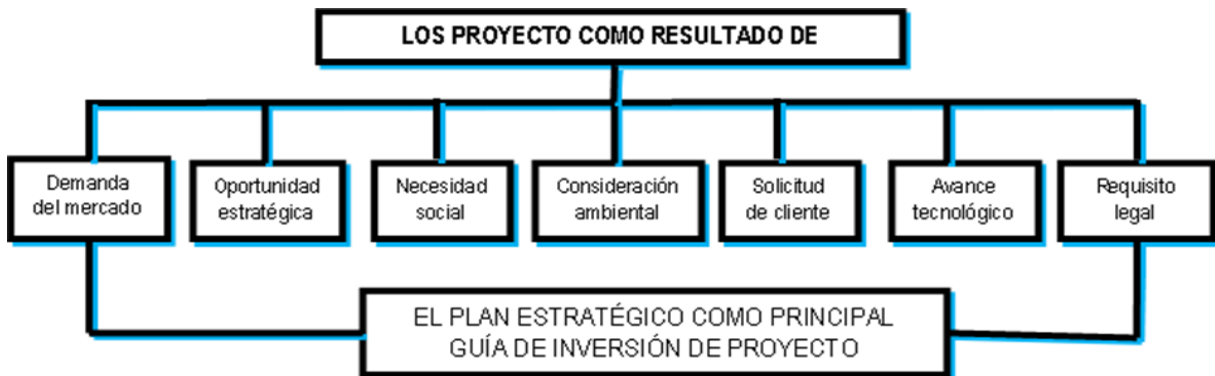 LOS PROYECTO COMO RESULTADO DE
Demanda
del mercado
Oportunidad
estratégica
Necesidad
social
Consideración
ambiental
Solicitud
de cliente
Avance
tecnológico
Requisito
legal
EL PLAN ESTRATÉGICO COMO PRINCIPAL
GUÍA DE INVERSIÓN DE PROYECTO